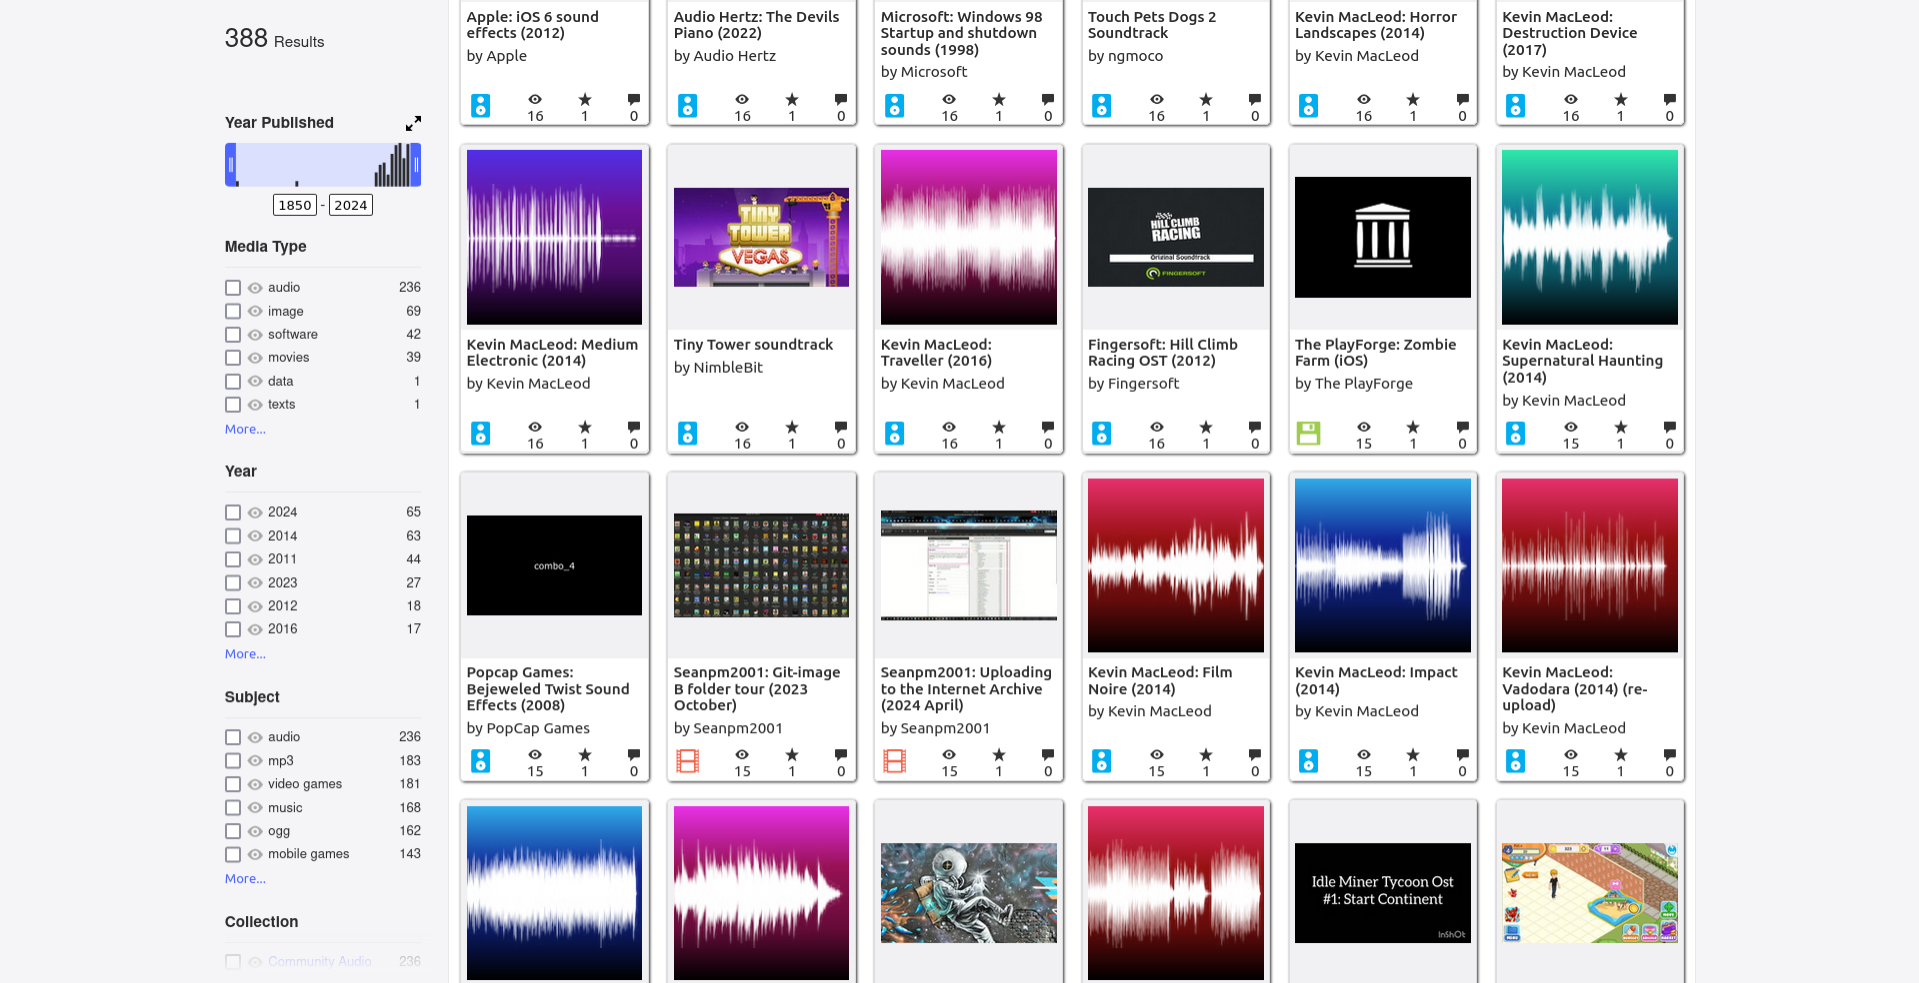 388 Results
Year Published
1850 - 2024
Media Type
audio 236
image 69
software 42
movies 39
data 1
texts 1
More...
Year
2024 65
2014 63
2011 44
2023 27
2012 18
2016 17
More...
Subject
audio 236
mp3 183
video games 181
music 168
ogg 162
mobile games 143
More...
Collection
Community Audio 236
Apple: iOS 6 sound
effects (2012)
by Apple
16 1 0
Audio Hertz: The Devils
Piano (2022)
by Audio Hertz
16 1 0
Microsoft: Windows 98
Startup and shutdown
sounds (1998)
by Microsoft
16 1 0
Touch Pets Dogs 2
Soundtrack
by ngmoco
16 1 0
Kevin MacLeod: Horror
Landscapes (2014)
by Kevin MacLeod
16 1 0
Kevin MacLeod:
Destruction Device
(2017)
by Kevin MacLeod
16 1 0
Kevin MacLeod: Medium
Electronic (2014)
by Kevin MacLeod
16 1 0
TINY
TOWER
VEGAS
Tiny Tower soundtrack
by NimbleBit
16 1 0
Kevin MacLeod:
Traveller (2016)
by Kevin MacLeod
16 1 0
HILL CLIMB
RACING
Original Soundtrack
FINGERSOFT
Fingersoft: Hill Climb
Racing OST (2012)
by Fingersoft
16 1 0
The PlayForge: Zombie
Farm (iOS)
by The PlayForge
15 1 0
Kevin MacLeod:
Supernatural Haunting
(2014)
by Kevin MacLeod
15 1 0
combo_4
Popcap Games:
Bejeweled Twist Sound
Effects (2008)
by PopCap Games
15 1 0
Seanpm2001: Git-image
B folder tour (2023
October)
by Seanpm2001
15 1 0
Seanpm2001: Uploading
to the Internet Archive
(2024 April)
by Seanpm2001
15 1 0
Kevin MacLeod: Film
Noire (2014)
by Kevin MacLeod
15 1 0
Kevin MacLeod: Impact
(2014)
by Kevin MacLeod
15 1 0
Kevin MacLeod:
Vadodara (2014) (re-
upload)
by Kevin MacLeod
15 1 0
Idle Miner Tycoon Ost
#1: Start Continent
InShOt